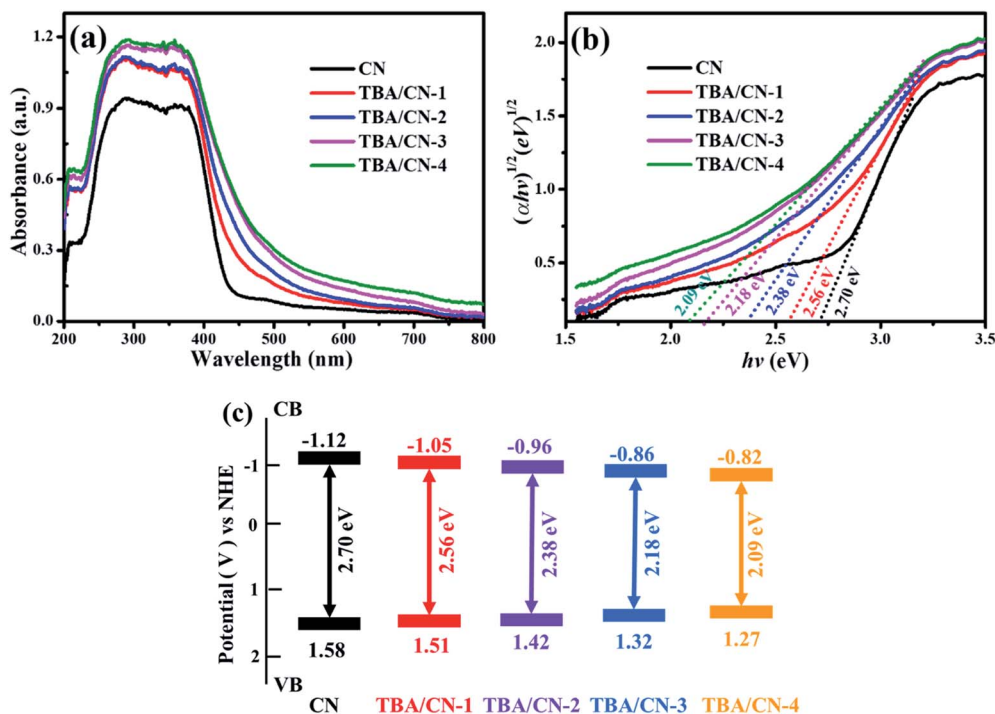 (a)
CN
TBA/CN-1
TBA/CN-2
TBA/CN-3
TBA/CN-4
Absorbance (a.u.)
1.2
0.9
0.6
0.3
0.0
200 300 400 500 600 700 800
Wavelength (nm)
(b)
CN
TBA/CN-1
TBA/CN-2
TBA/CN-3
TBA/CN-4
(αhν)1/2 (eV)1/2
2.0
1.5
1.0
0.5
2.09 eV
2.18 eV
2.38 eV
2.56 eV
2.70 eV
1.5 2.0 2.5 3.0 3.5
hν (eV)
(c)
CB
Potential ( V ) vs NHE
-1
0
1
2
VB
-1.12 -1.05 -0.96 -0.86 -0.82
2.70 eV
2.56 eV
2.38 eV
2.18 eV
2.09 eV
1.58 1.51 1.42 1.32 1.27
CN TBA/CN-1 TBA/CN-2 TBA/CN-3 TBA/CN-4